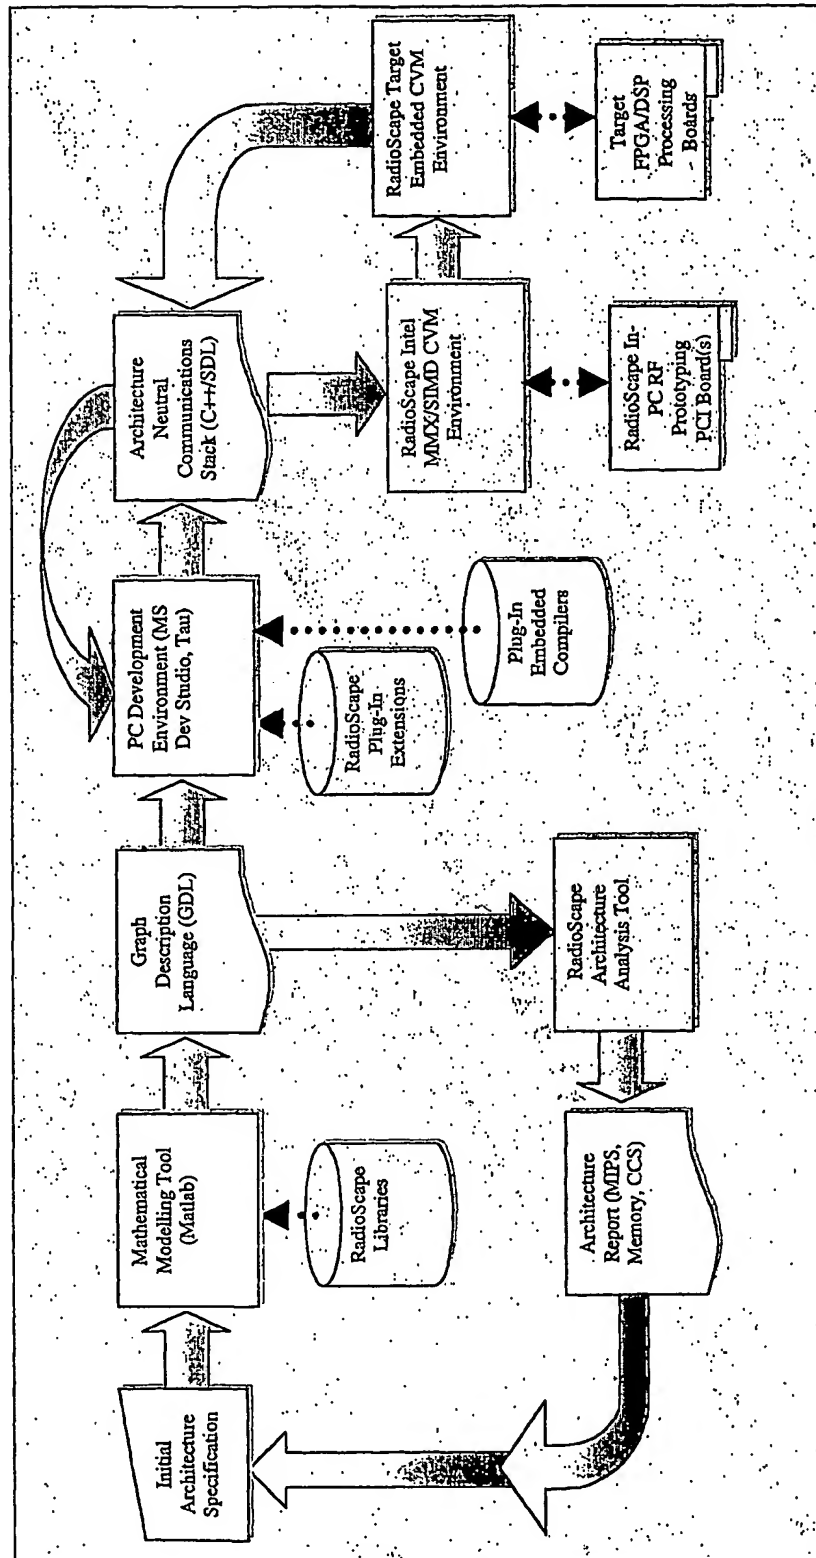 Initial
Architecture
Specification
Mathematical
Modelling Tool
(Matlab)
Graph
Description
Language (GDL)
PC Development
Environment (MS
Dev Studio, Tau)
Architecture
Neutral
Communications
Stack (C++/SDL)
RadioScape
Libraries
RadioScape
Plug-In
Extensions
Plug-In
Embedded
Compilers
RadioScape Intel
MMX/SIMD CVM
Environment
RadioScape Target
Embedded CVM
Environment
Architecture
Report (MIPS,
Memory, CCS)
RadioScape
Architecture
Analysis Tool
RadioScape In-
PC RF
Prototyping
PCI Board(s)
Target
FPGA/DSP
Processing
Boards